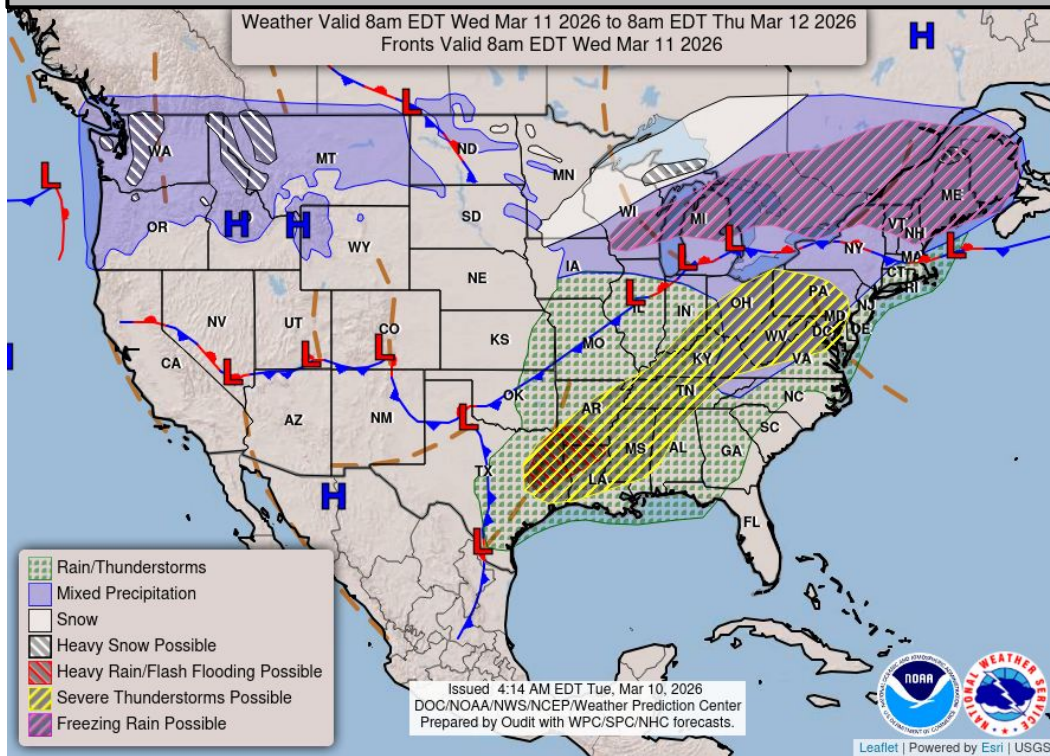 Weather Valid 8am EDT Wed Mar 11 2026 to 8am EDT Thu Mar 12 2026
Fronts Valid 8am EDT Wed Mar 11 2026
H
L
WA
MT
ND
MN
L
OR
H
H
SD
WI
MI
ME
VT
NH
WY
IA
L
L
NY
MA
L
CT
RI
NE
L
IL
IN
OH
PA
NJ
MD
DE
DC
NV
UT
CO
KS
MO
WV
VA
KY
H
CA
L
L
L
OK
AR
TN
NC
AZ
NM
L
SC
TX
MS
AL
GA
LA
H
FL
L
Rain/Thunderstorms
Mixed Precipitation
Snow
Heavy Snow Possible
Heavy Rain/Flash Flooding Possible
Severe Thunderstorms Possible
Freezing Rain Possible
Issued 4:14 AM EDT Tue, Mar 10, 2026
DOC/NOAA/NWS/NCEP/Weather Prediction Center
Prepared by Oudit with WPC/SPC/NHC forecasts.
NOAA
NATIONAL WEATHER SERVICE
Leaflet | Powered by Esri | USGS